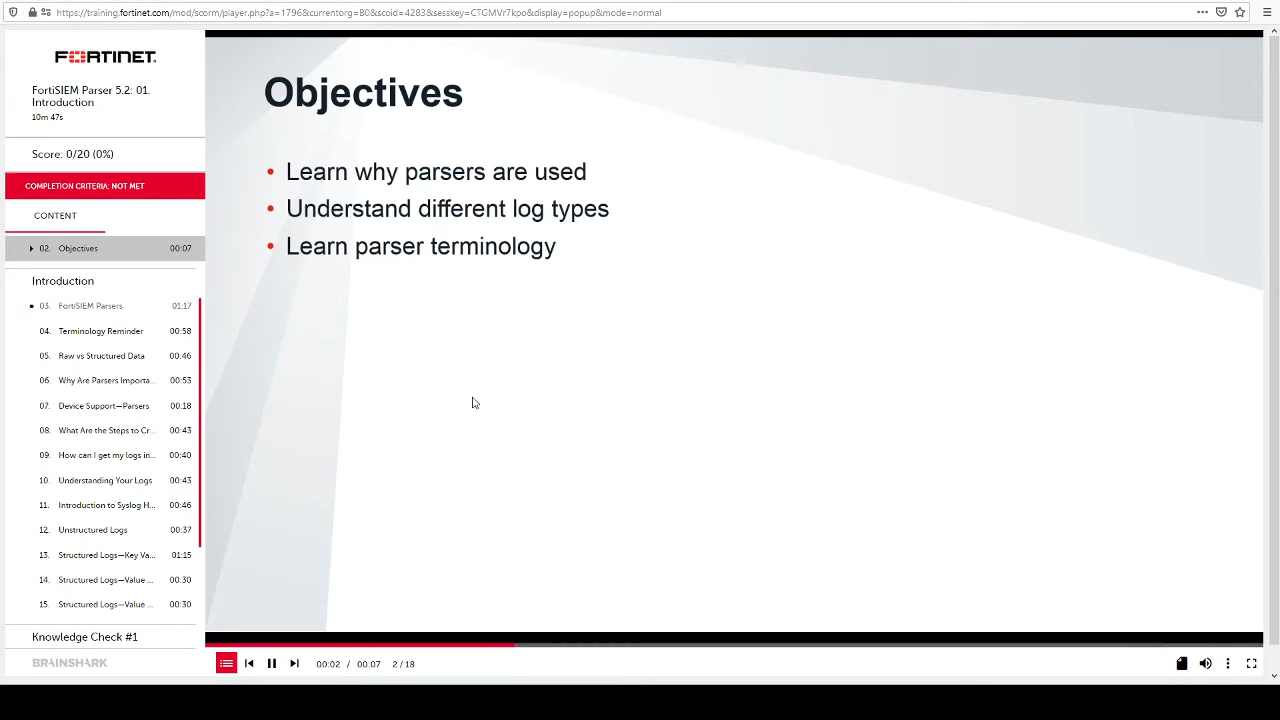 https://training.fortinet.com/mod/scorm/player.php?a=1796&currentorg=B0&scoid=4283&sesskey=CTGMVr7kpo&display=popup&mode=normal
FORTINET
FortiSIEM Parser 5.2: 01.
Introduction
10m 47s
Score: 0/20 (0%)
COMPLETION CRITERIA: NOT MET
CONTENT
02. Objectives 00:07
Introduction
03. FortiSIEM Parsers 01:17
04. Terminology Reminder 00:58
05. Raw vs Structured Data 00:46
06. Why Are Parsers Importa... 00:53
07. Device Support—Parsers 00:18
08. What Are the Steps to Cr... 00:43
09. How can I get my logs in... 00:40
10. Understanding Your Logs 00:43
11. Introduction to Syslog H... 00:46
12. Unstructured Logs 00:37
13. Structured Logs—Key Va... 01:15
14. Structured Logs—Value ... 00:30
15. Structured Logs—Value ... 00:30
Knowledge Check #1
BRAINSHARK
Objectives
• Learn why parsers are used
• Understand different log types
• Learn parser terminology
00:02 / 00:07 2/18